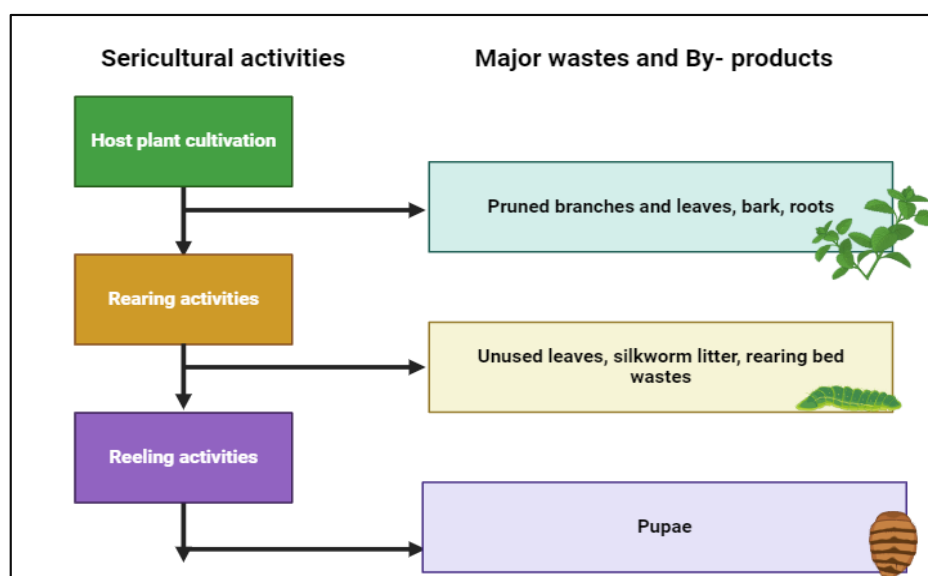 Sericultural activities
Major wastes and By- products
Host plant cultivation
Pruned branches and leaves, bark, roots
Rearing activities
Unused leaves, silkworm litter, rearing bed
wastes
Reeling activities
Pupae